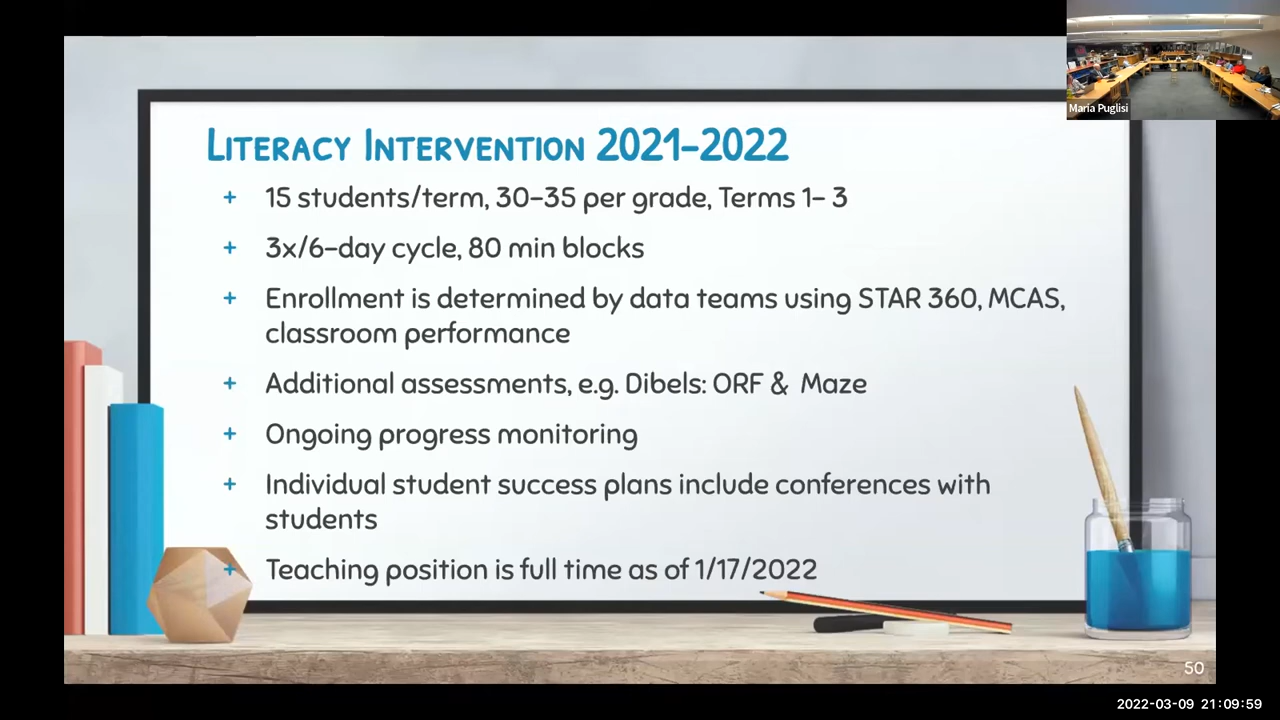 Maria Puglisi
Literacy Intervention 2021-2022
+ 15 students/term, 30-35 per grade, Terms 1- 3
+ 3x/6-day cycle, 80 min blocks
+ Enrollment is determined by data teams using STAR 360, MCAS,
classroom performance
+ Additional assessments, e.g. Dibels: ORF & Maze
+ Ongoing progress monitoring
+ Individual student success plans include conferences with
students
+ Teaching position is full time as of 1/17/2022
50
2022-03-09 21:09:59